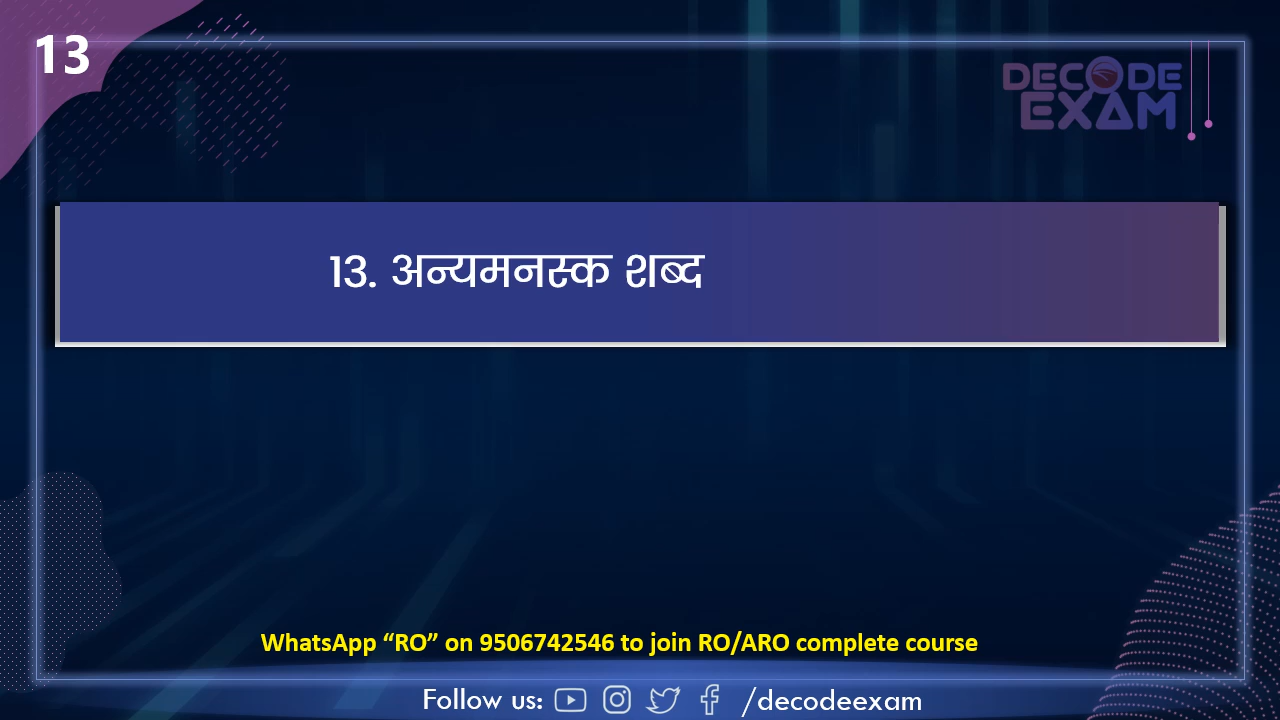 13
DECODE
EXAM
13. अन्यमनस्क शब्द
WhatsApp “RO” on 9506742546 to join RO/ARO complete course
Follow us: /decodeexam